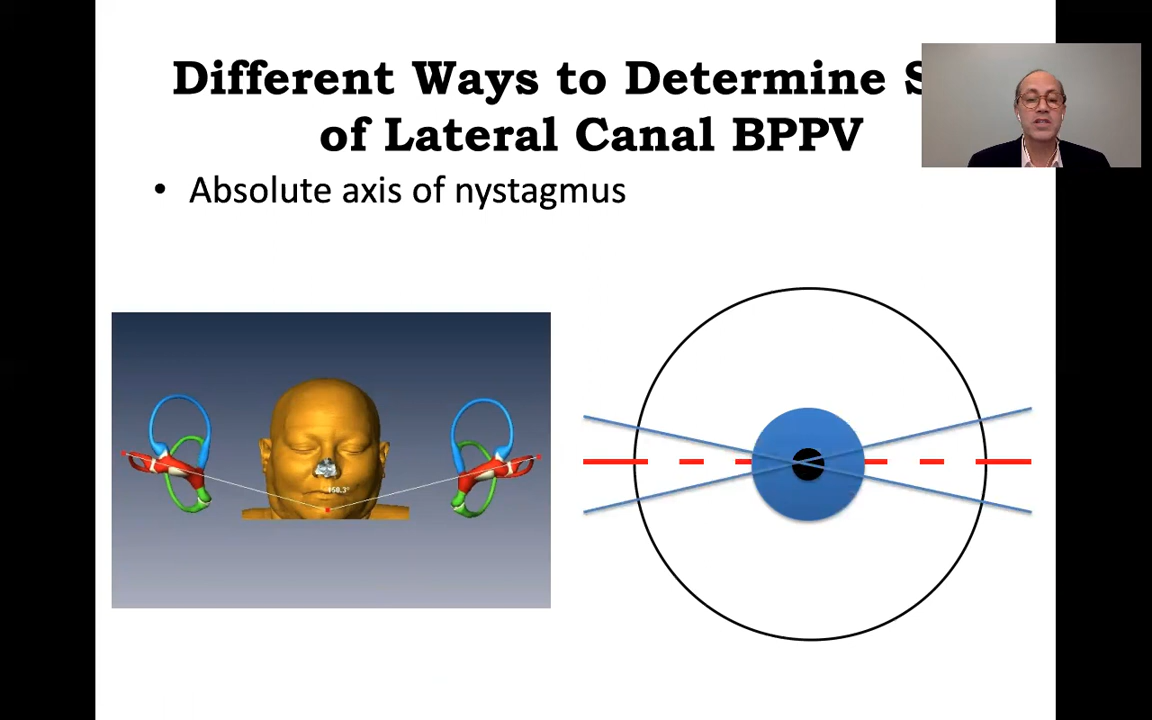 Different Ways to Determine
of Lateral Canal BPPV
• Absolute axis of nystagmus